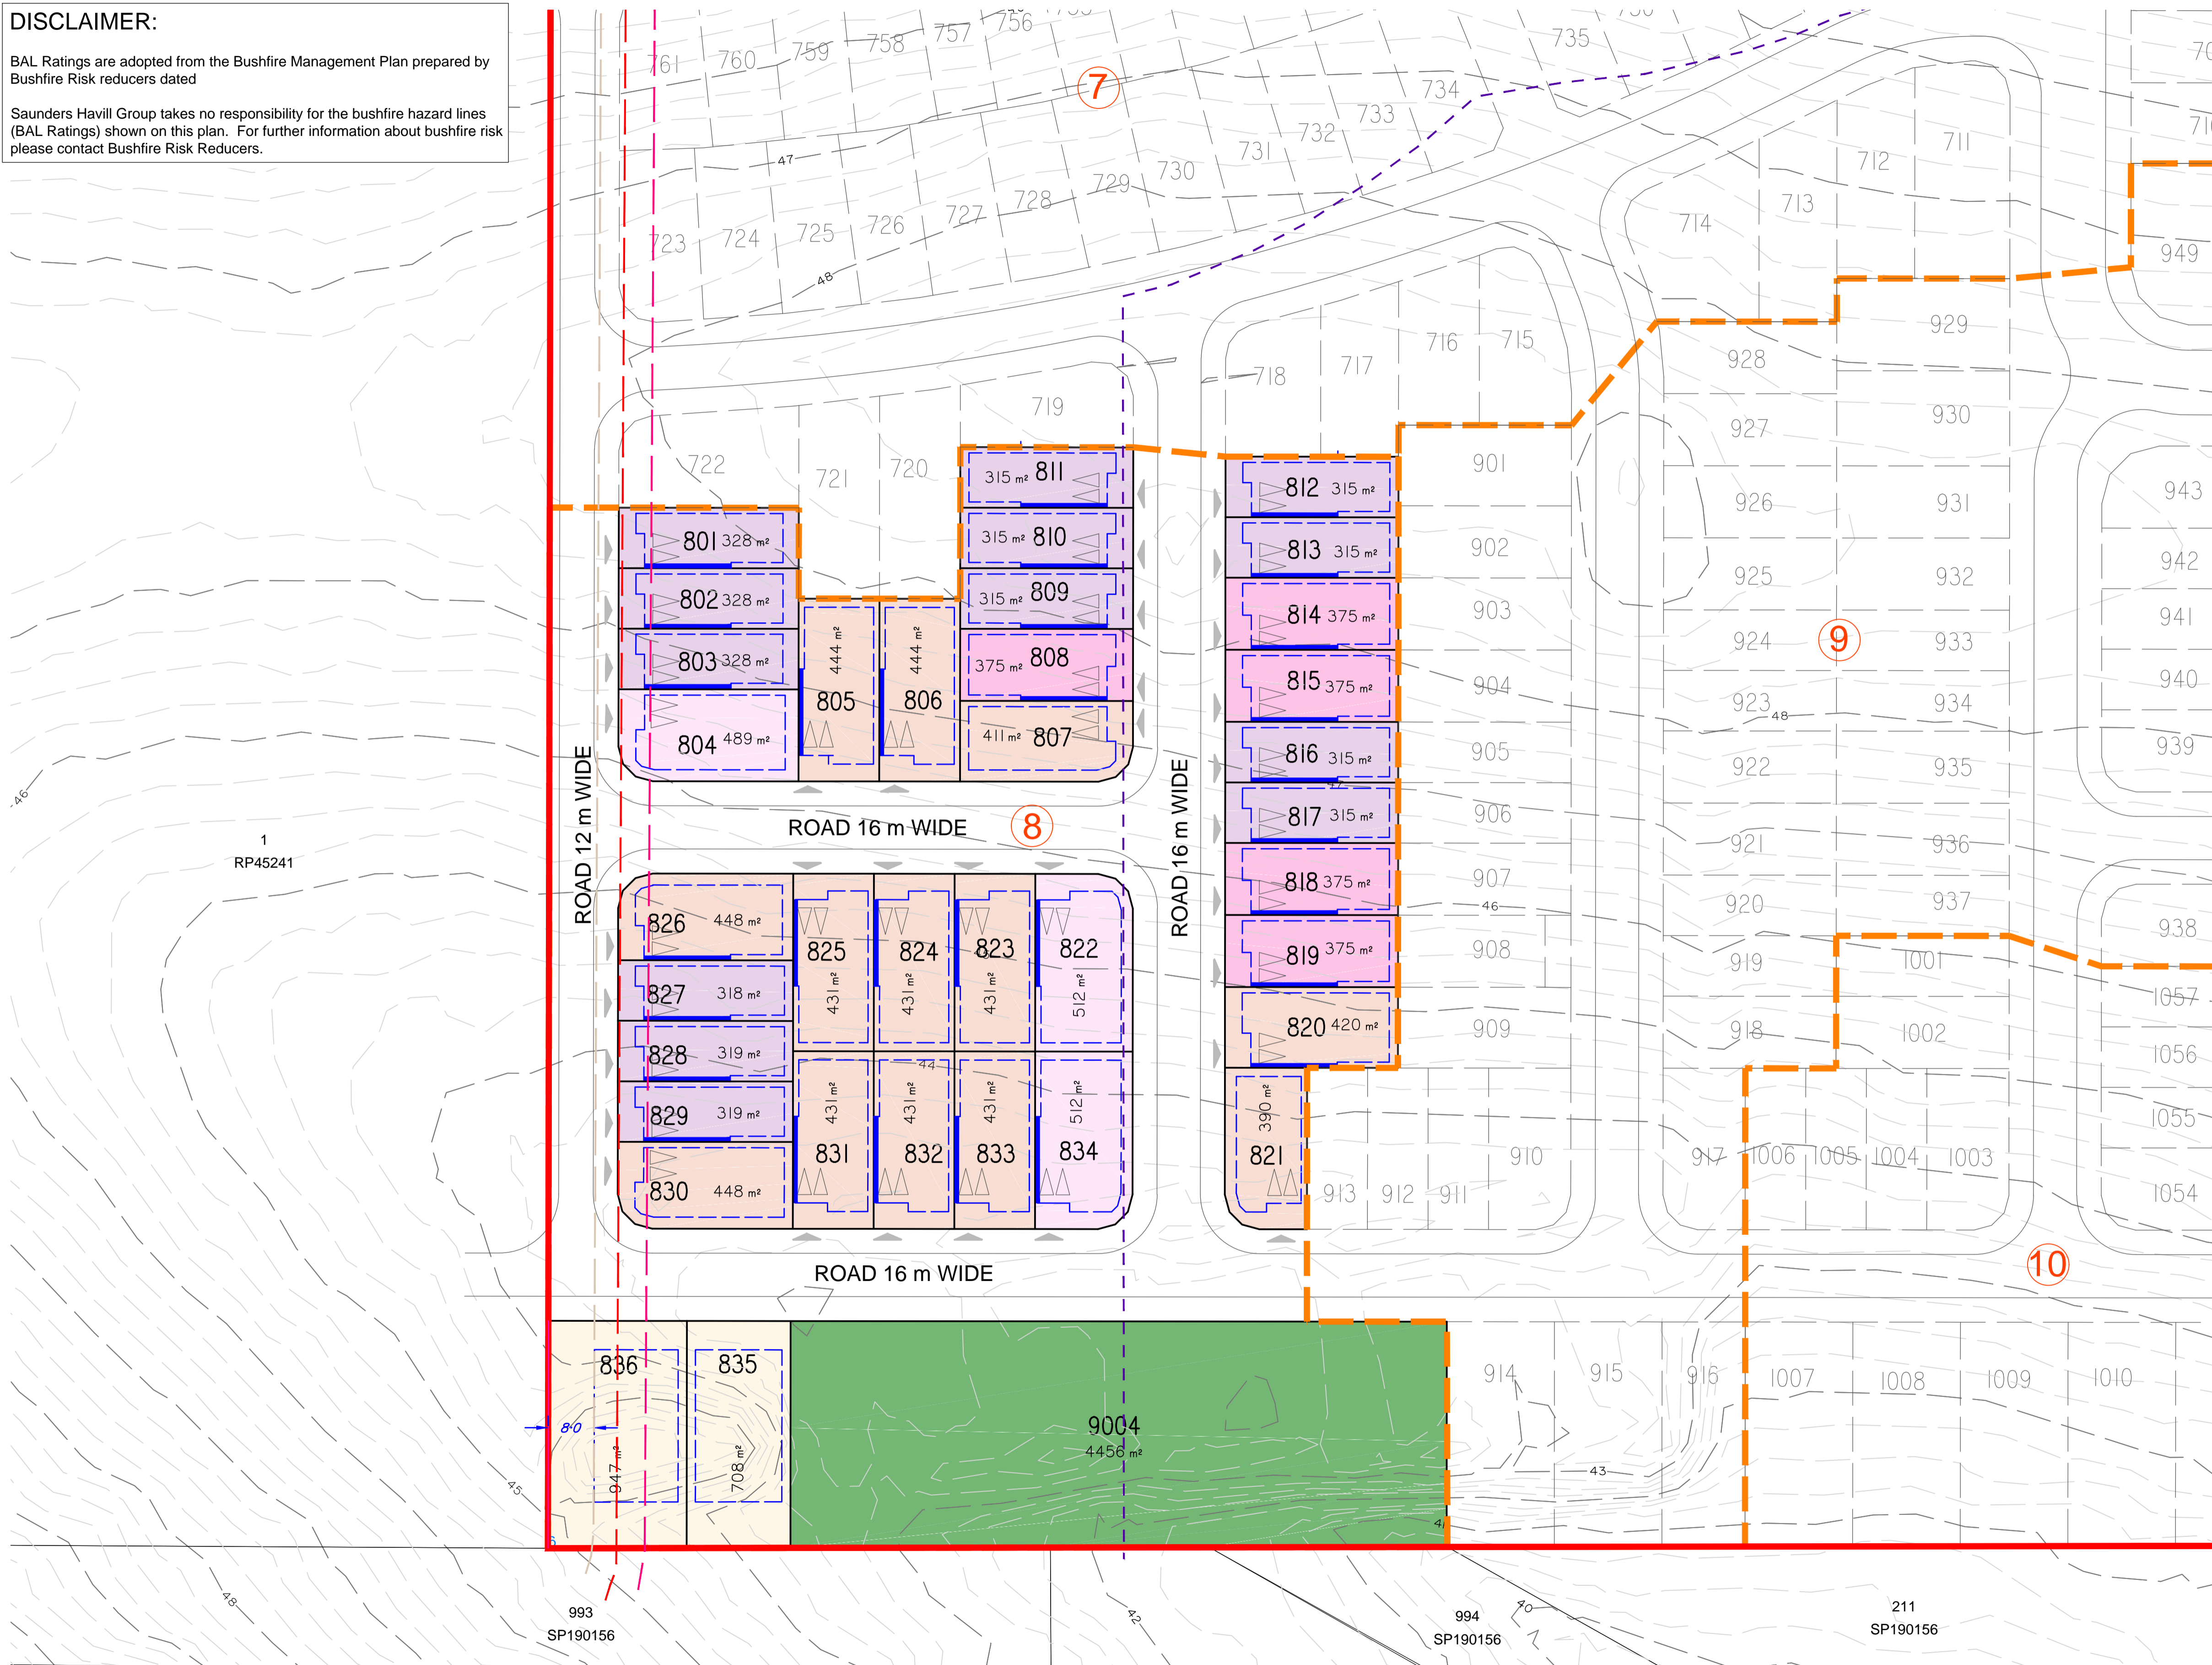 DISCLAIMER:
BAL Ratings are adopted from the Bushfire Management Plan prepared by
Bushfire Risk reducers dated
Saunders Havill Group takes no responsibility for the bushfire hazard lines
(BAL Ratings) shown on this plan.  For further information about bushfire risk
please contact Bushfire Risk Reducers.
761
760
759
758
757
756
735
734
733
732
731
730
729
728
727
726
725
724
723
7
47
48
711
712
713
714
715
716
717
718
719
720
721
722
949
929
928
927
930
926
931
925
932
924
933
923
934
922
935
921
936
920
937
919
918
917
9
48
943
942
941
940
939
938
901
902
903
904
905
906
907
908
909
910
911
912
913
46
811 315 m²
810 315 m²
809 315 m²
808 375 m²
807 411 m²
801 328 m²
802 328 m²
803 328 m²
804 489 m²
805 444 m²
806 444 m²
812 315 m²
813 315 m²
814 375 m²
815 375 m²
816 315 m²
817 315 m²
818 375 m²
819 375 m²
820 420 m²
821 390 m²
47
ROAD 12 m WIDE
ROAD 16 m WIDE
8
ROAD 16 m WIDE
46
1
RP45241
826 448 m²
827 318 m²
828 319 m²
829 319 m²
830 448 m²
825 431 m²
824 431 m²
823 431 m²
822 512 m²
831 431 m²
832 431 m²
833 431 m²
834 512 m²
44
ROAD 16 m WIDE
1001
1002
1003
1004
1005
1006
1057
1056
1055
1054
10
836 947 m²
835 708 m²
8·0
9004
4456 m²
914
915
916
1007
1008
1009
1010
43
41
45
48
42
40
993
SP190156
994
SP190156
211
SP190156